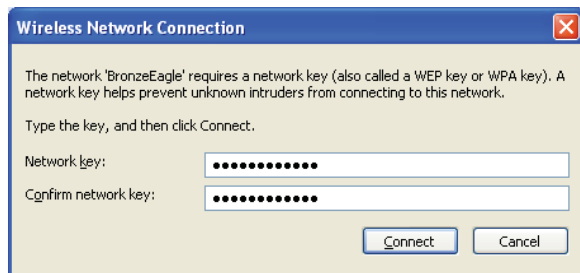 Wireless Network Connection
The network 'BronzeEagle' requires a network key (also called a WEP key or WPA key). A
network key helps prevent unknown intruders from connecting to this network.
Type the key, and then click Connect.
Network key: ••••••••••••
Confirm network key: ••••••••••••
Connect Cancel